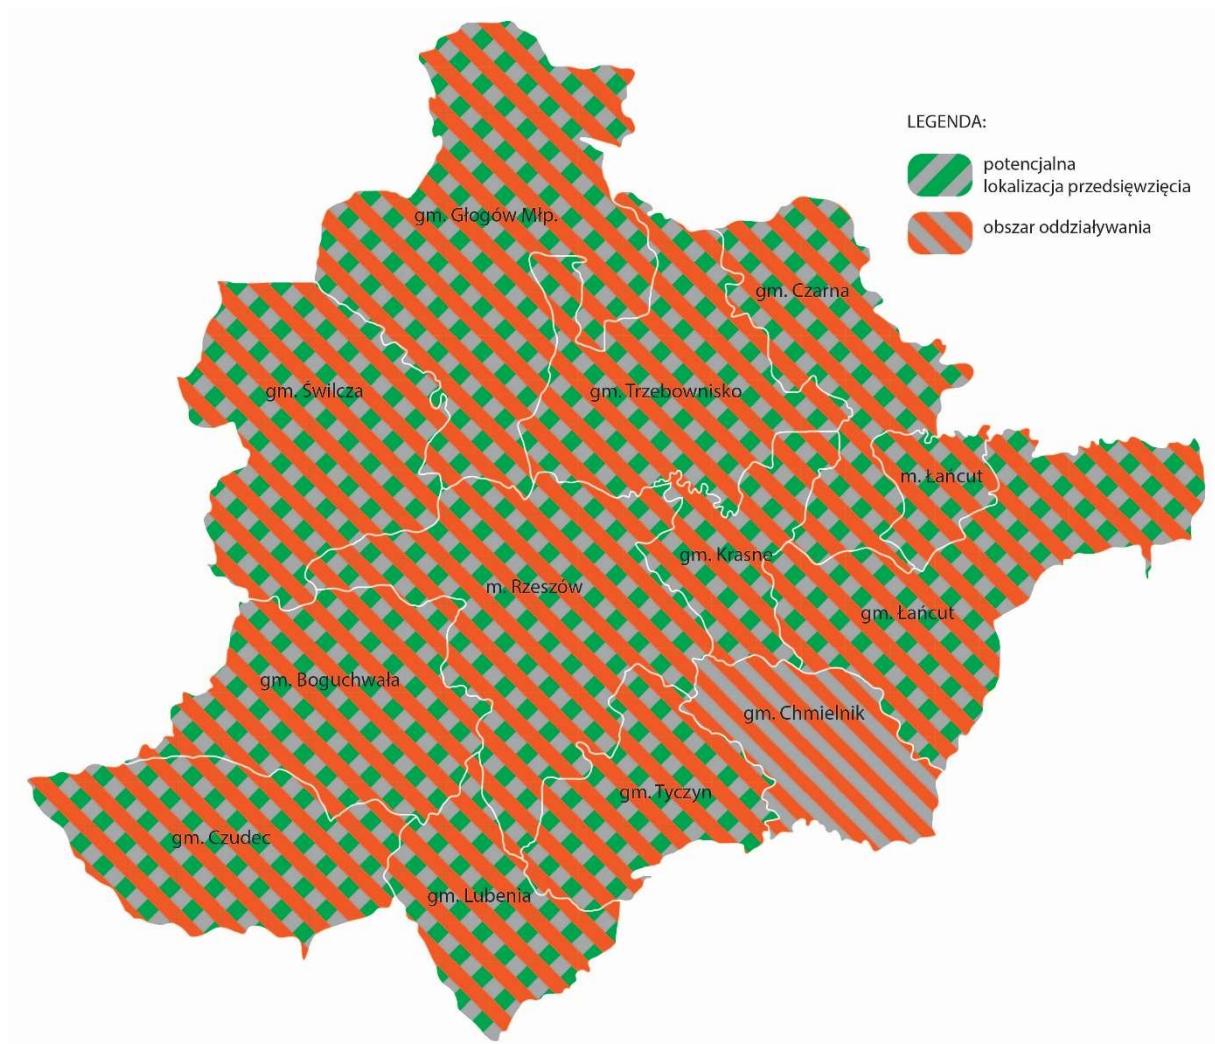 LEGENDA:
potencjalna
lokalizacja przedsięwzięcia
obszar oddziaływania
gm. Głogów Młp.
gm. Czarna
gm. Świlcza
gm. Trzebownisko
m. Łańcut
gm. Krasne
m. Rzeszów
gm. Łańcut
gm. Boguchwała
gm. Chmielnik
gm. Tyczyn
gm. Czudec
gm. Lubenia